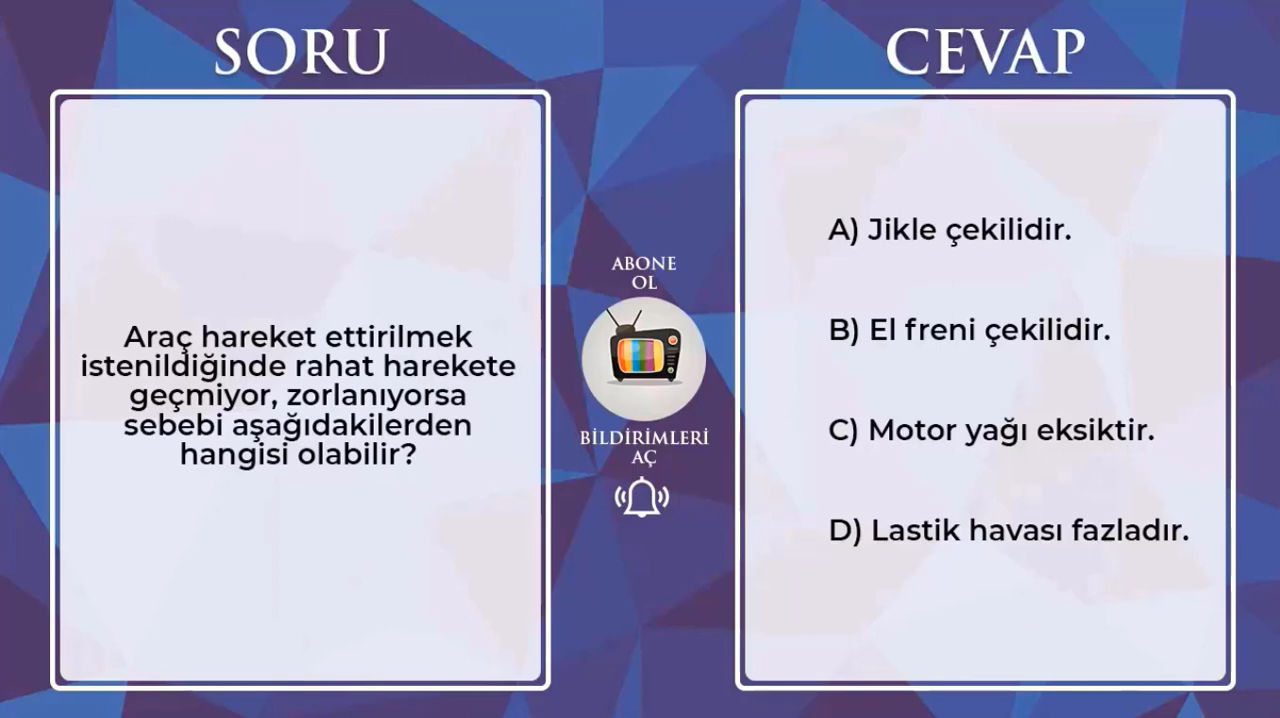 SORU
Araç hareket ettirilmek
istenildiğinde rahat harekete
geçmiyor, zorlanıyorsa
sebebi aşağıdakilerden
hangisi olabilir?
ABONE
OL
BİLDİRİMLERİ
AÇ
CEVAP
A) Jikle çekilidir.
B) El freni çekilidir.
C) Motor yağı eksiktir.
D) Lastik havası fazladır.